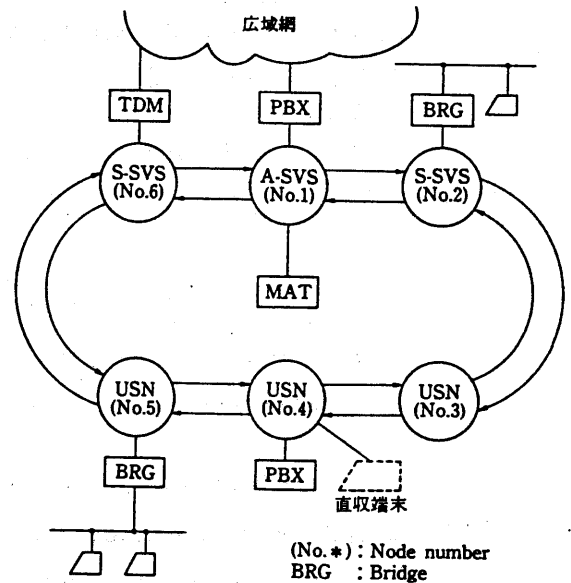 広域網
TDM
PBX
BRG
S-SVS
(No.6)
A-SVS
(No.1)
S-SVS
(No.2)
MAT
USN
(No.5)
USN
(No.4)
USN
(No.3)
BRG
PBX
直収端末
(No.*) : Node number
BRG : Bridge